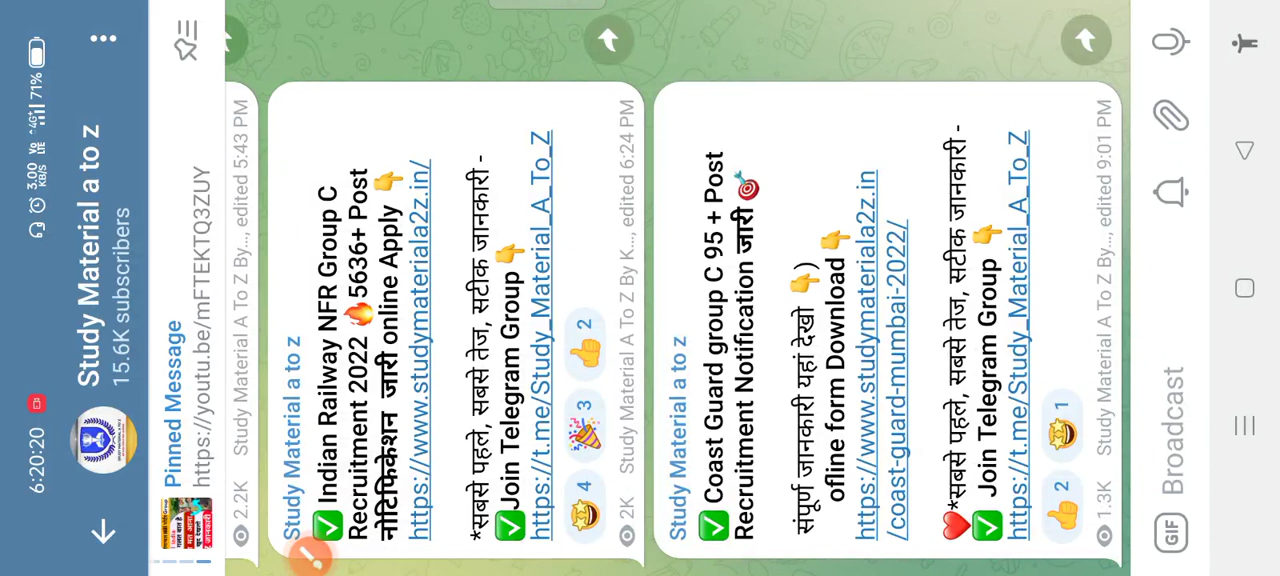 6:20:20
3.00 KB/S
Vo LTE
4G+
71%
Study Material a to z
15.6K subscribers
Pinned Message
https://youtu.be/mFTEKTQ3ZUY
2.2K Study Material A To Z By..., edited 5:43 PM
Study Material a to z
✅ Indian Railway NFR Group C
Recruitment 2022 🔥5636+ Post
नोटिफिकेशन जारी online Apply 👇
https://www.studymateriala2z.in/
*सबसे पहले, सबसे तेज, सटीक जानकारी -
✅Join Telegram Group 👇
https://t.me/Study_Material_A_To_Z
🤩 4 🎉 3 👍 2
2K Study Material A To Z By K..., edited 6:24 PM
Study Material a to z
✅ Coast Guard group C 95 + Post
Recruitment Notification जारी 🎯
संपूर्ण जानकारी यहां देखो 👇)
ofline form Download 👇
https://www.studymateriala2z.in
/coast-guard-mumbai-2022/
❤️*सबसे पहले, सबसे तेज, सटीक जानकारी -
✅ Join Telegram Group 👇
https://t.me/Study_Material_A_To_Z
👍 2 🤩 1
1.3K Study Material A To Z By..., edited 9:01 PM
GIF
Broadcast